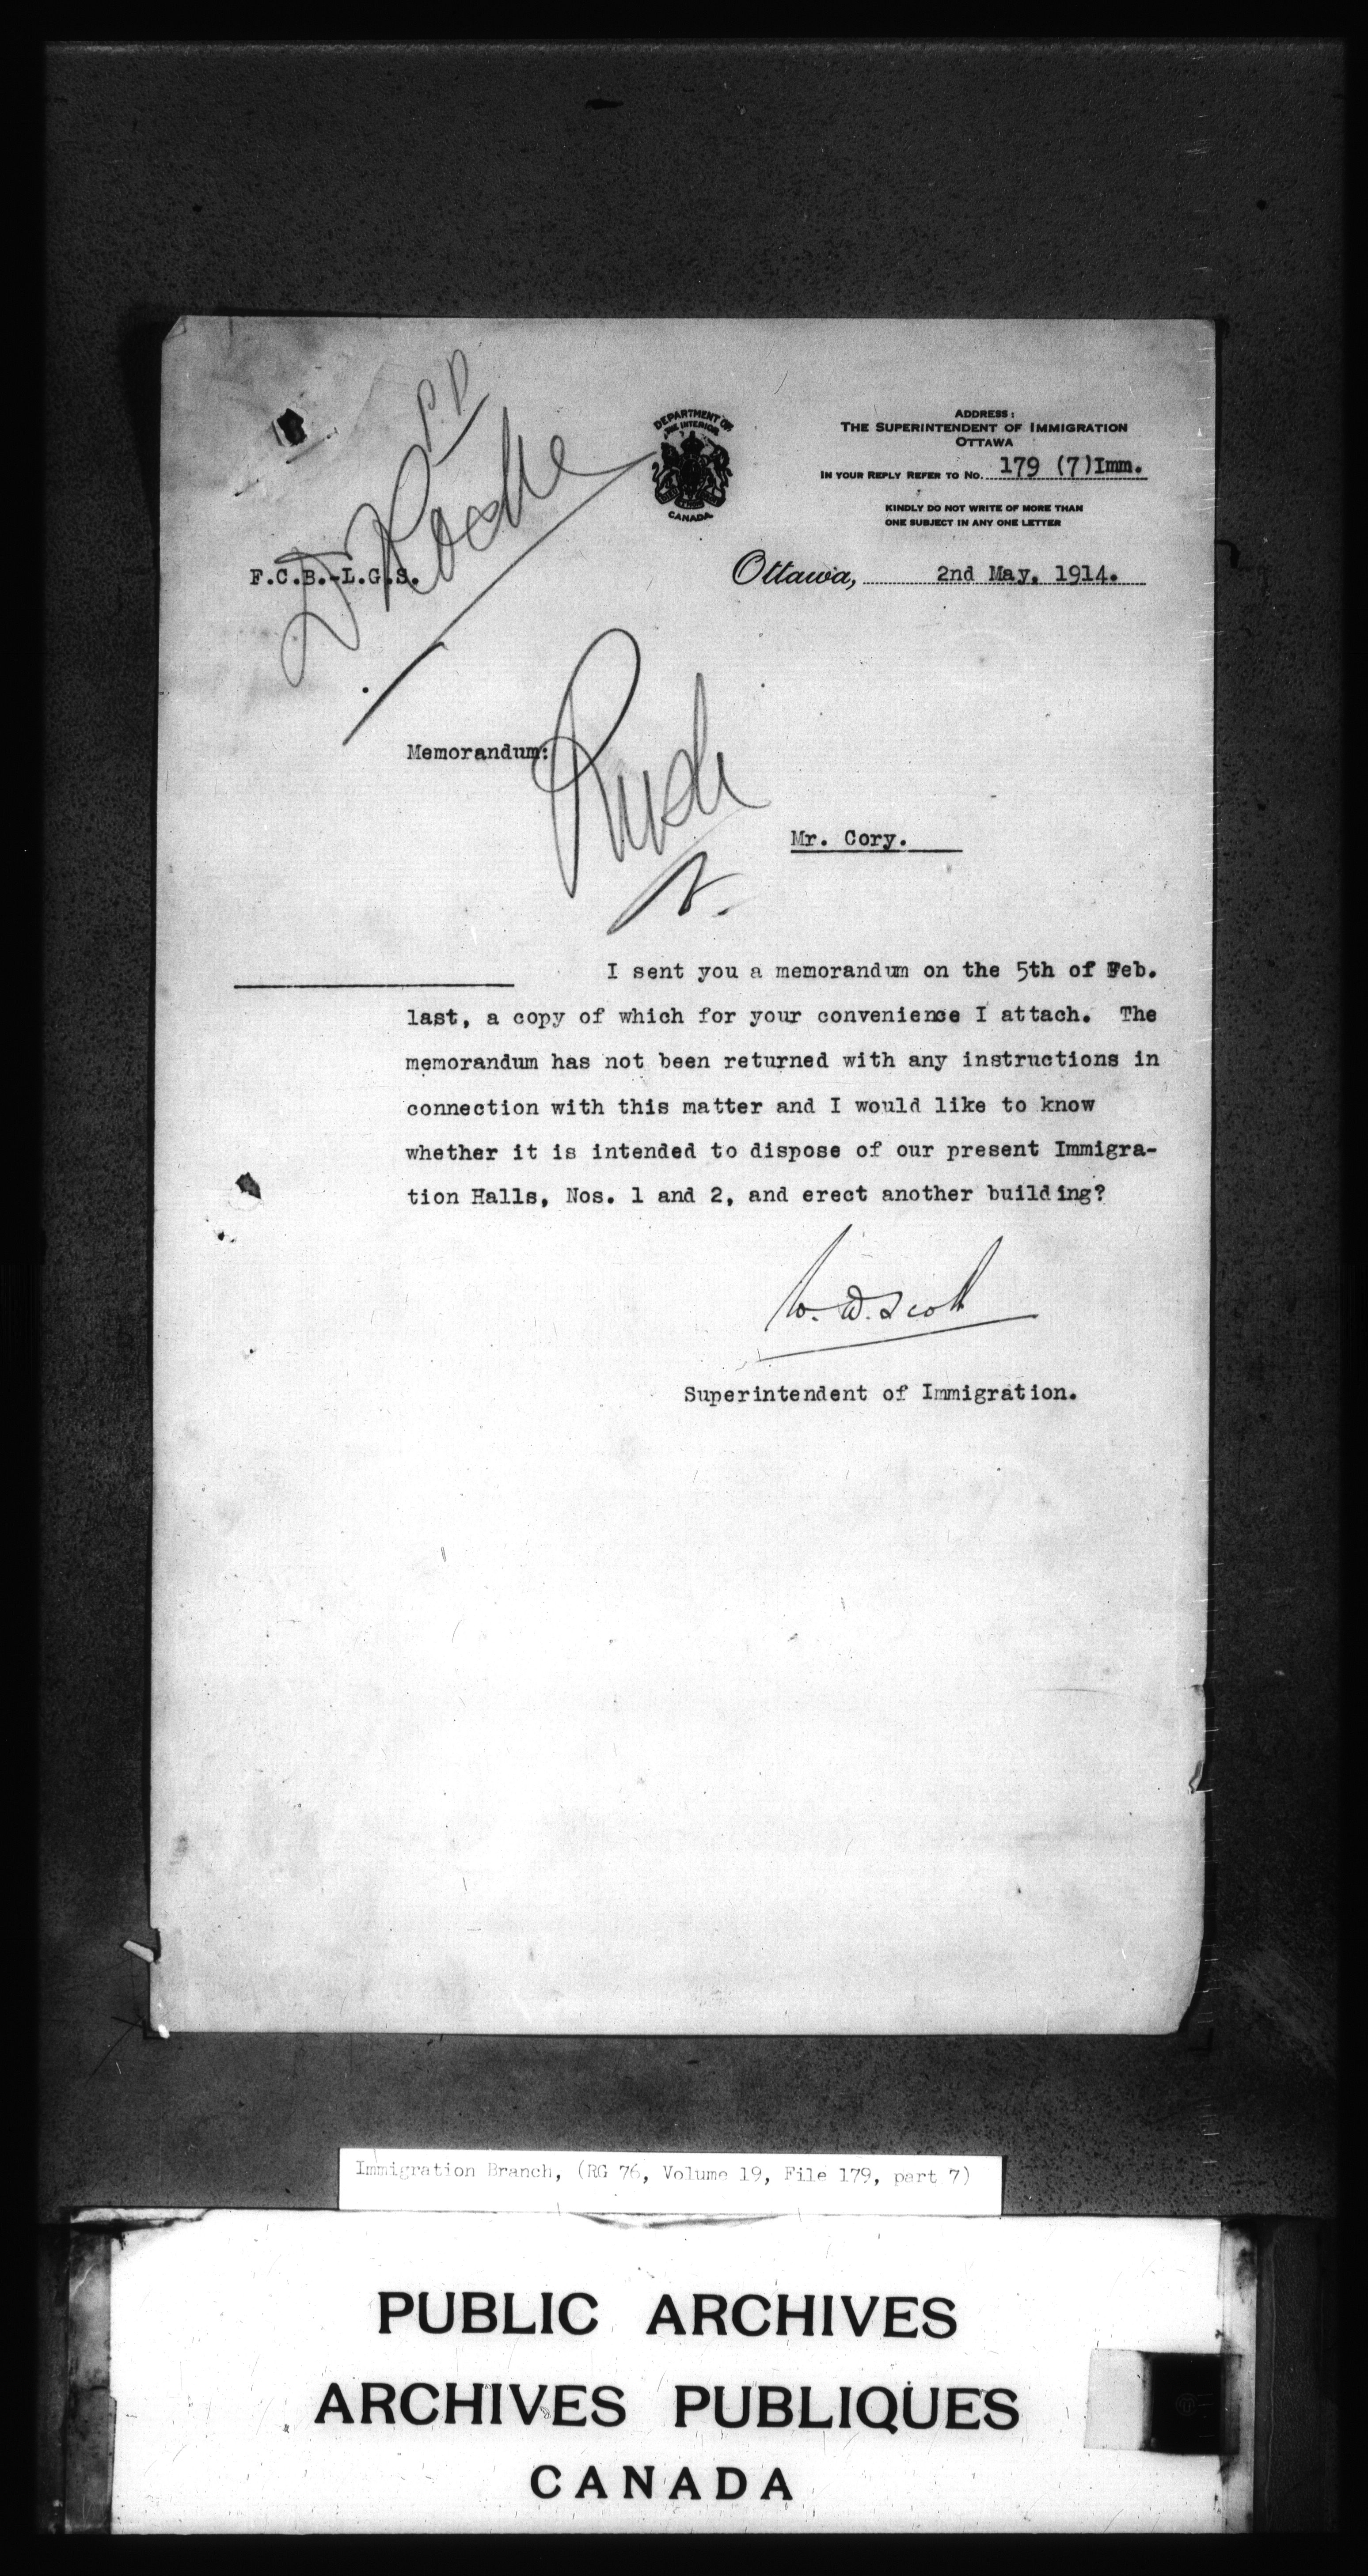 P.D.
Dr Roche
DEPARTMENT OF
THE INTERIOR
CANADA
ADDRESS:
THE SUPERINTENDENT OF IMMIGRATION
OTTAWA
IN YOUR REPLY REFER TO NO. 179 (7)Imm.
KINDLY DO NOT WRITE OF MORE THAN
ONE SUBJECT IN ANY ONE LETTER
F.C.B.-L.G.S.
Ottawa, 2nd May, 1914.
Memorandum:
Rush
Mr. Cory.
I sent you a memorandum on the 5th of Feb.
last, a copy of which for your convenience I attach. The
memorandum has not been returned with any instructions in
connection with this matter and I would like to know
whether it is intended to dispose of our present Immigra-
tion Halls, Nos. 1 and 2, and erect another building?
W. D. Scott
Superintendent of Immigration.
Immigration Branch, (RG 76, Volume 19, File 179, part 7)
PUBLIC ARCHIVES
ARCHIVES PUBLIQUES
CANADA